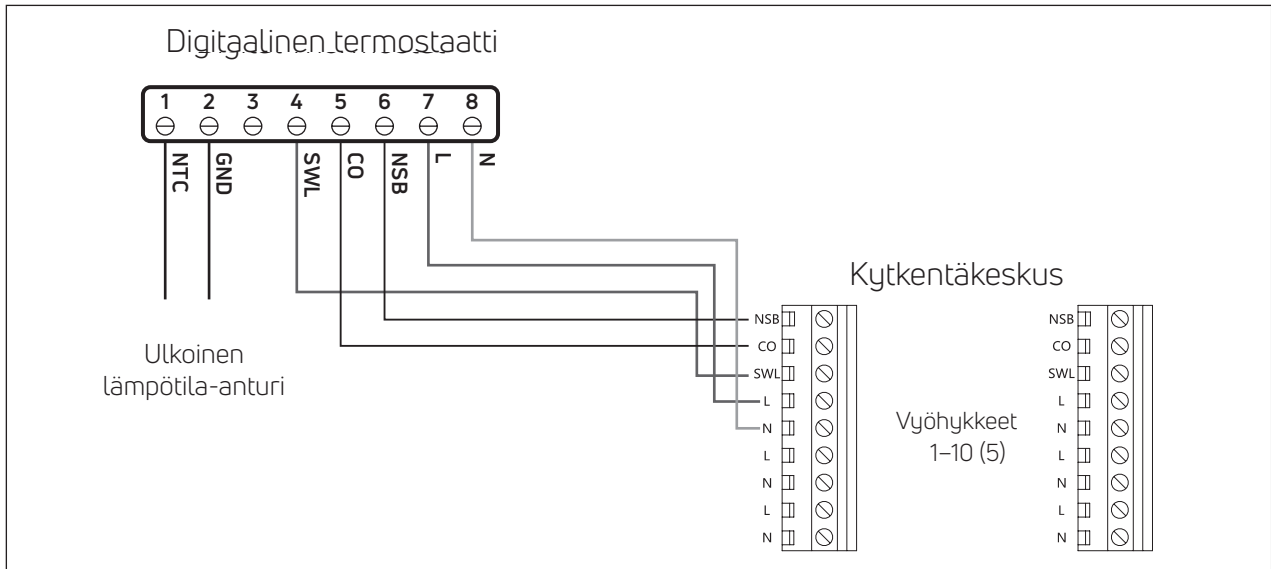 Digitaalinen termostaatti
1 2 3 4 5 6 7 8
NTC GND SWL CO NSB L N
Ulkoinen
lämpötila-anturi
Kytkentäkeskus
NSB
CO
SWL
L
N
L
N
L
N
Vyöhykkeet
1–10 (5)
NSB
CO
SWL
L
N
L
N
L
N